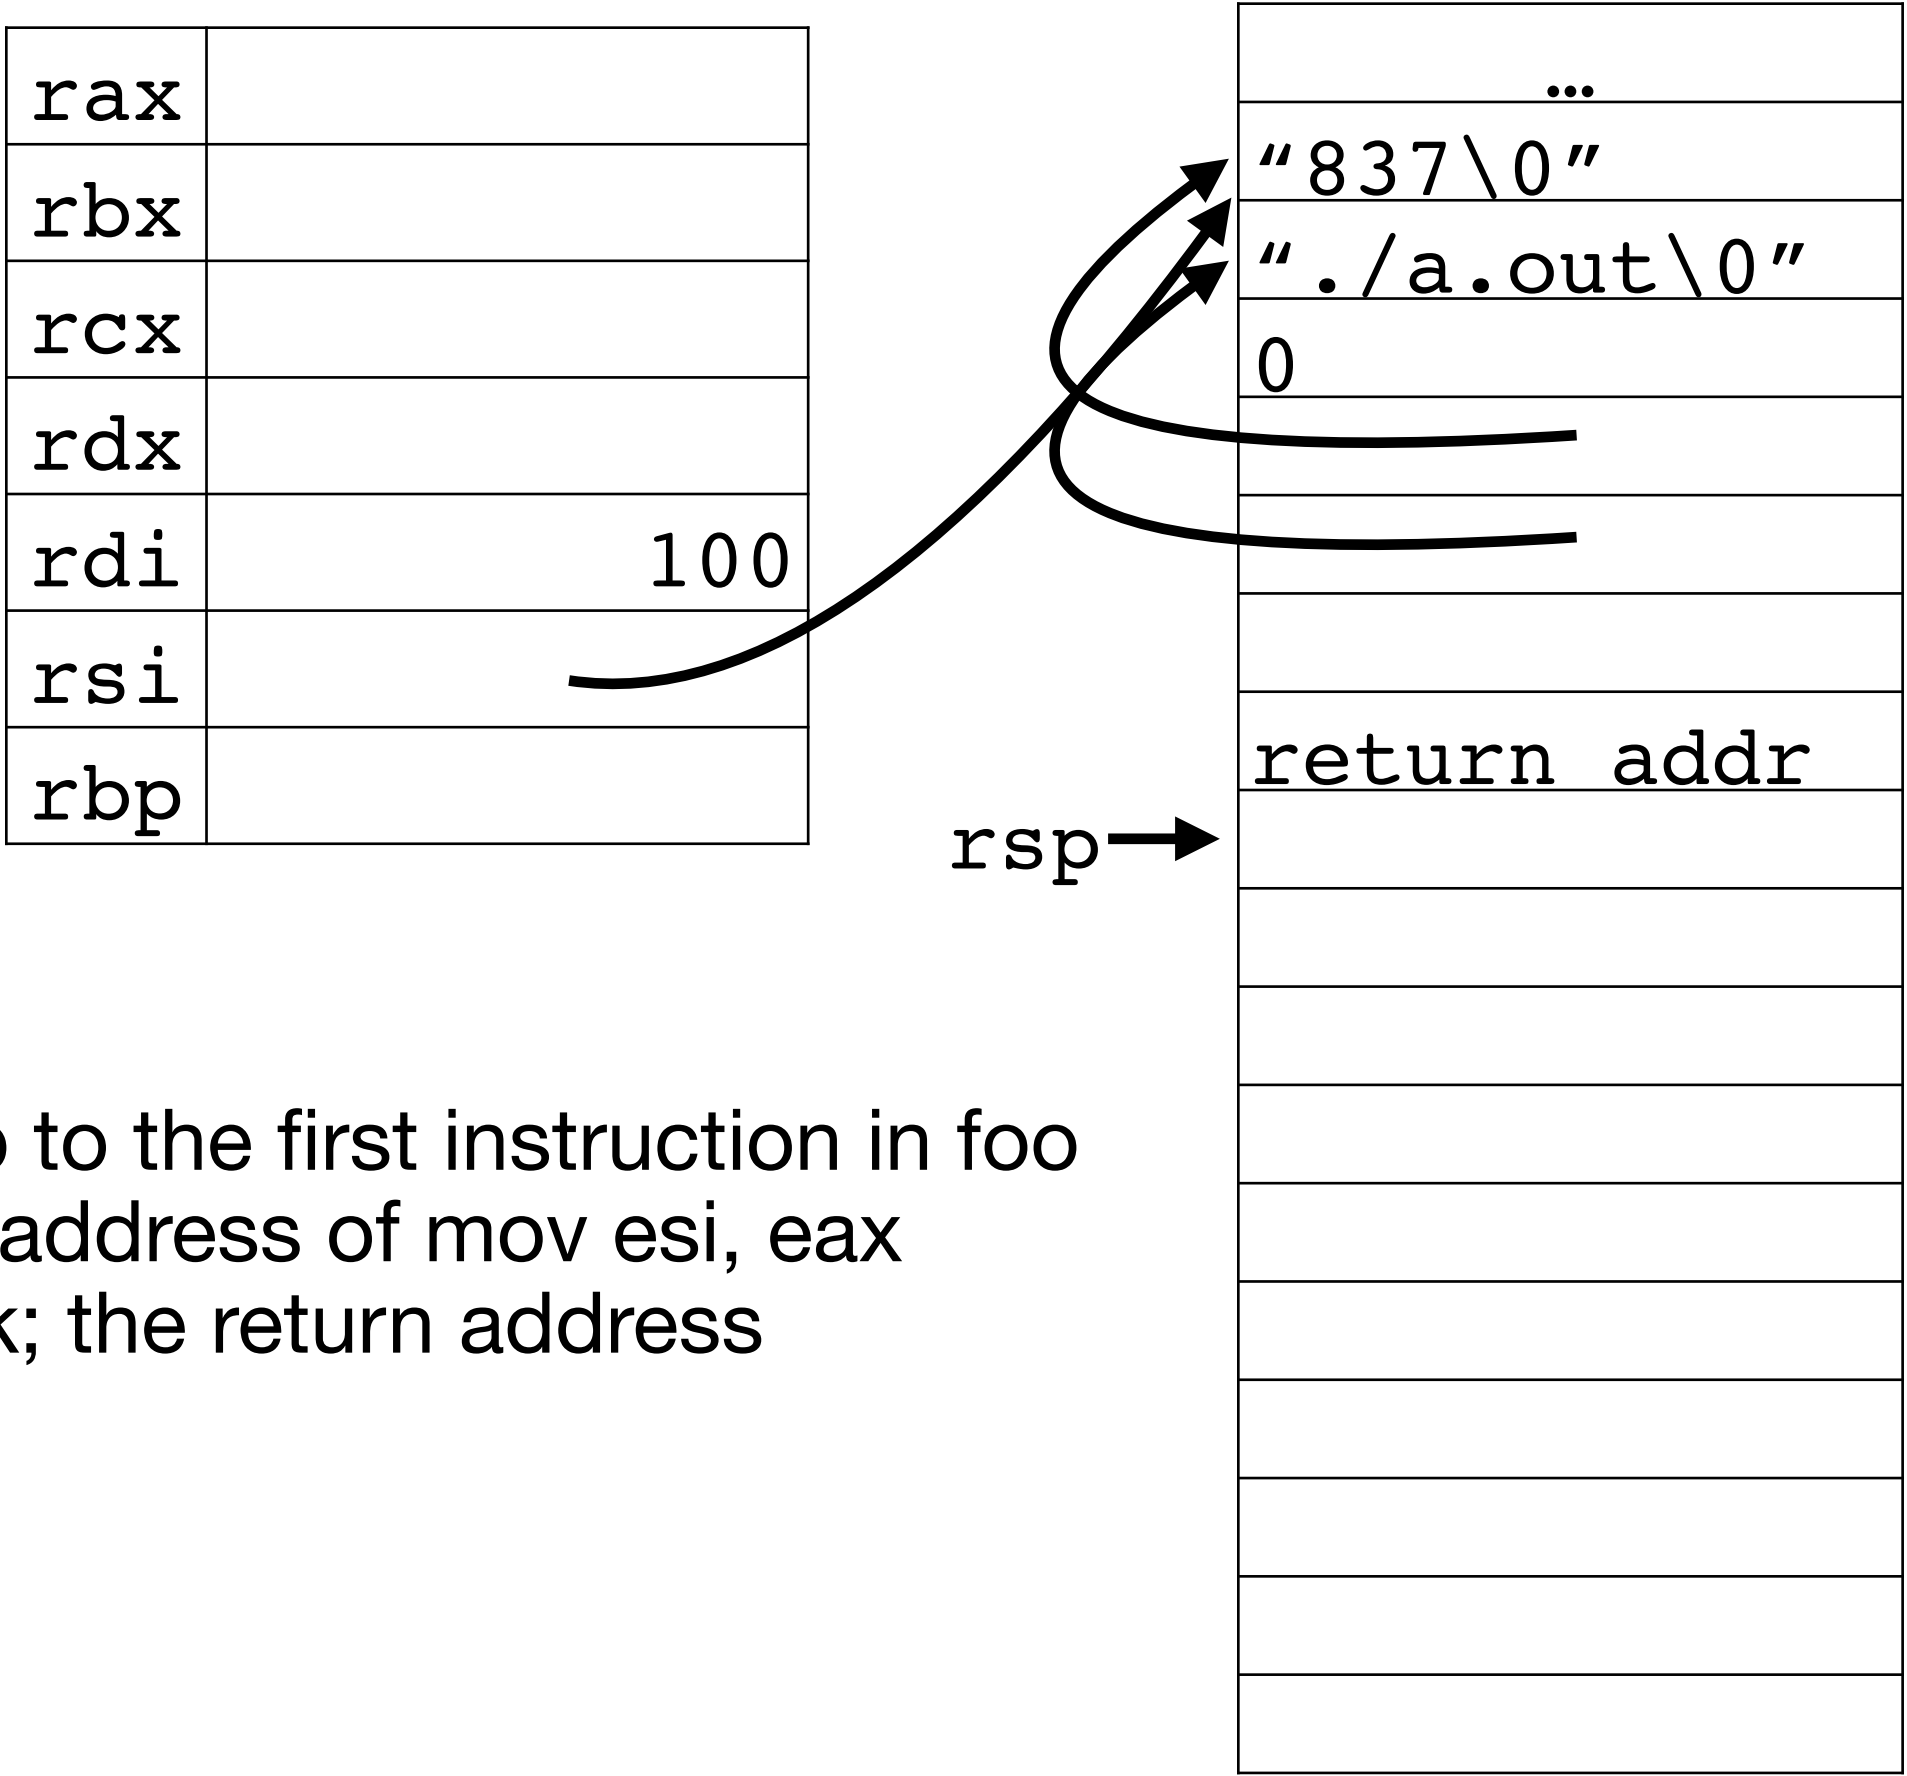 rax
rbx
rcx
rdx
rdi 100
rsi
rbp
…
“837\0”
“./a.out\0”
0
return addr
rsp
to the first instruction in foo
address of mov esi, eax
; the return address